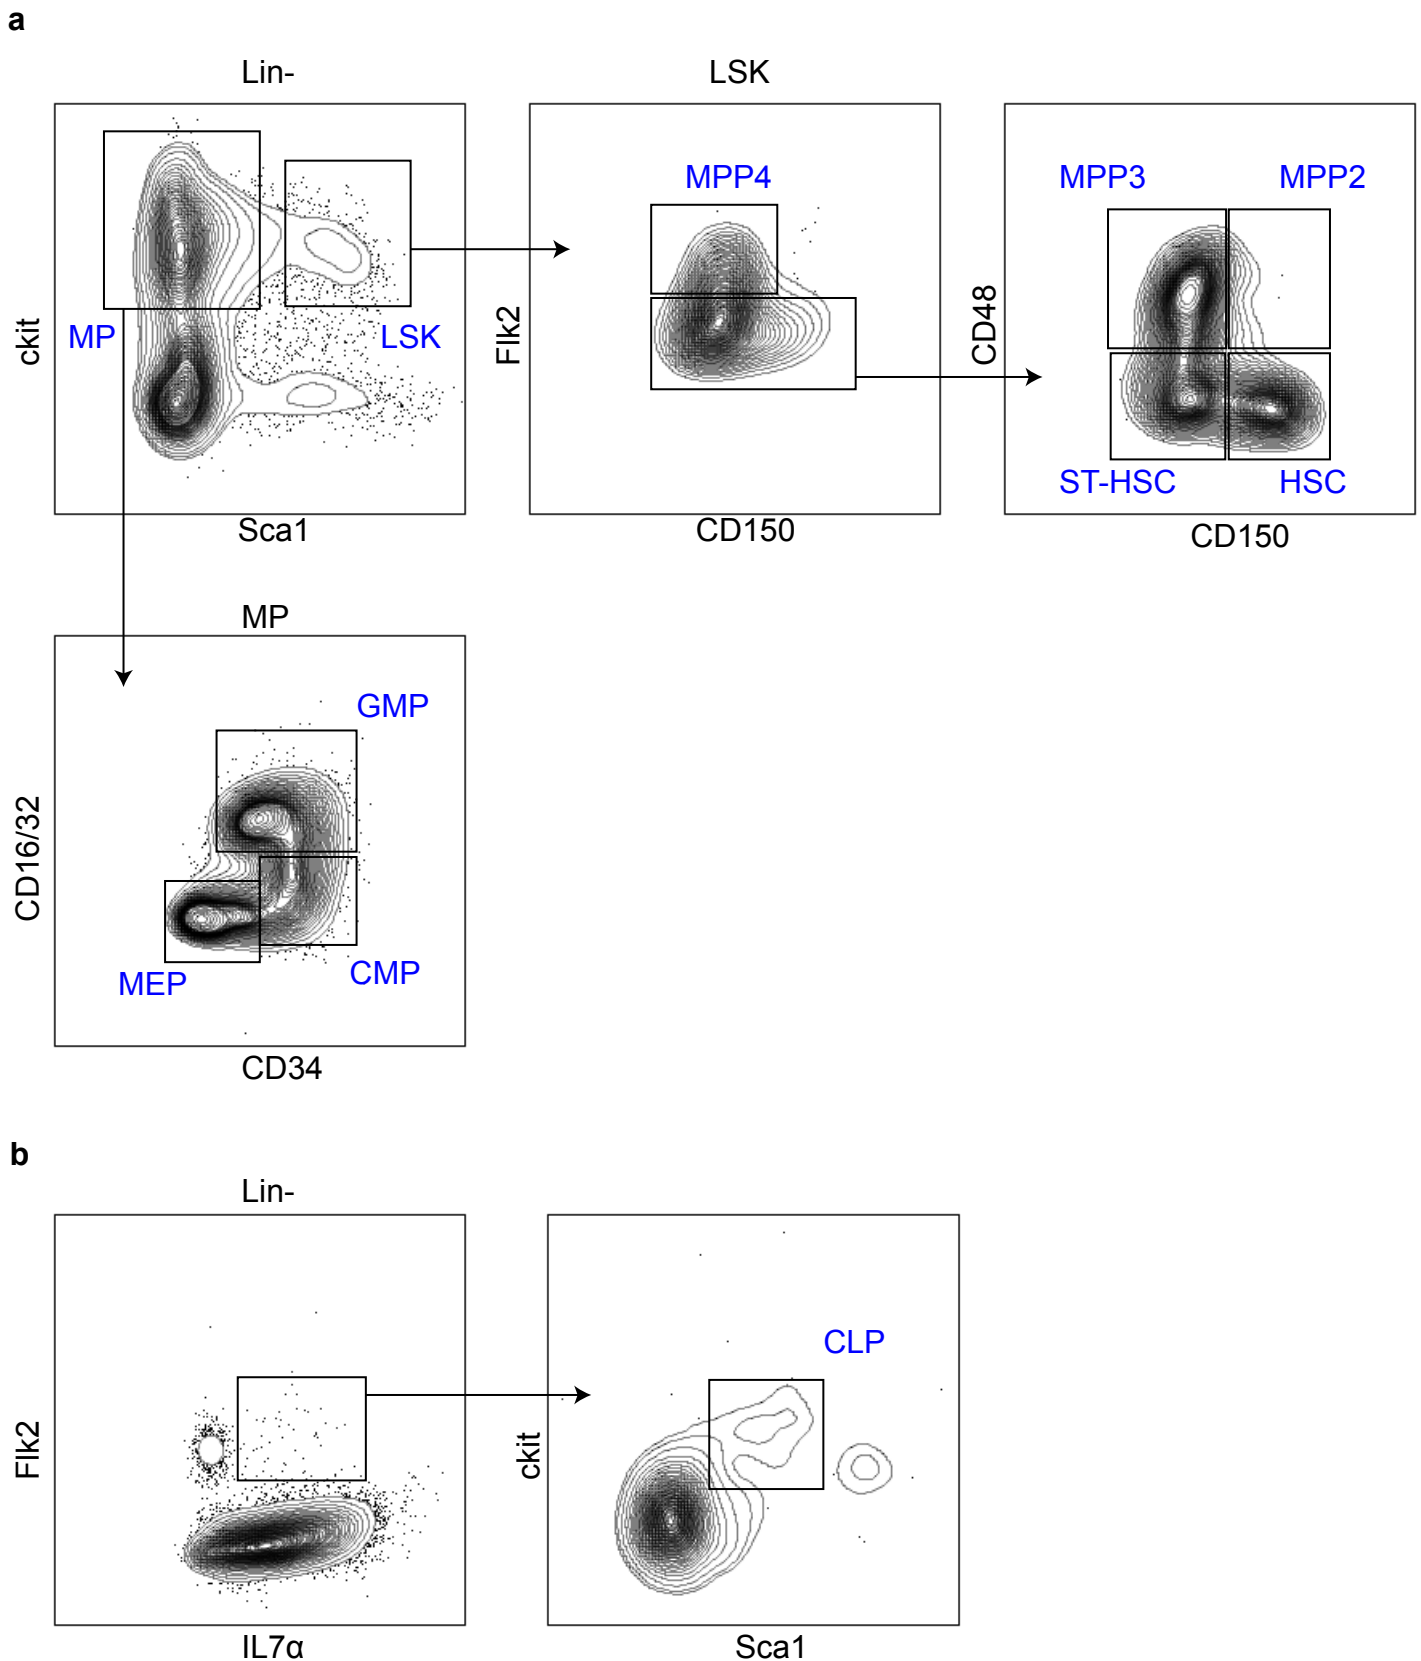 a
Lin-
LSK
MPP4
MPP3
MPP2
ckit
MP
LSK
Flk2
CD48
ST-HSC
HSC
Sca1
CD150
CD150
MP
GMP
CD16/32
MEP
CMP
CD34
b
Lin-
CLP
Flk2
ckit
IL7α
Sca1